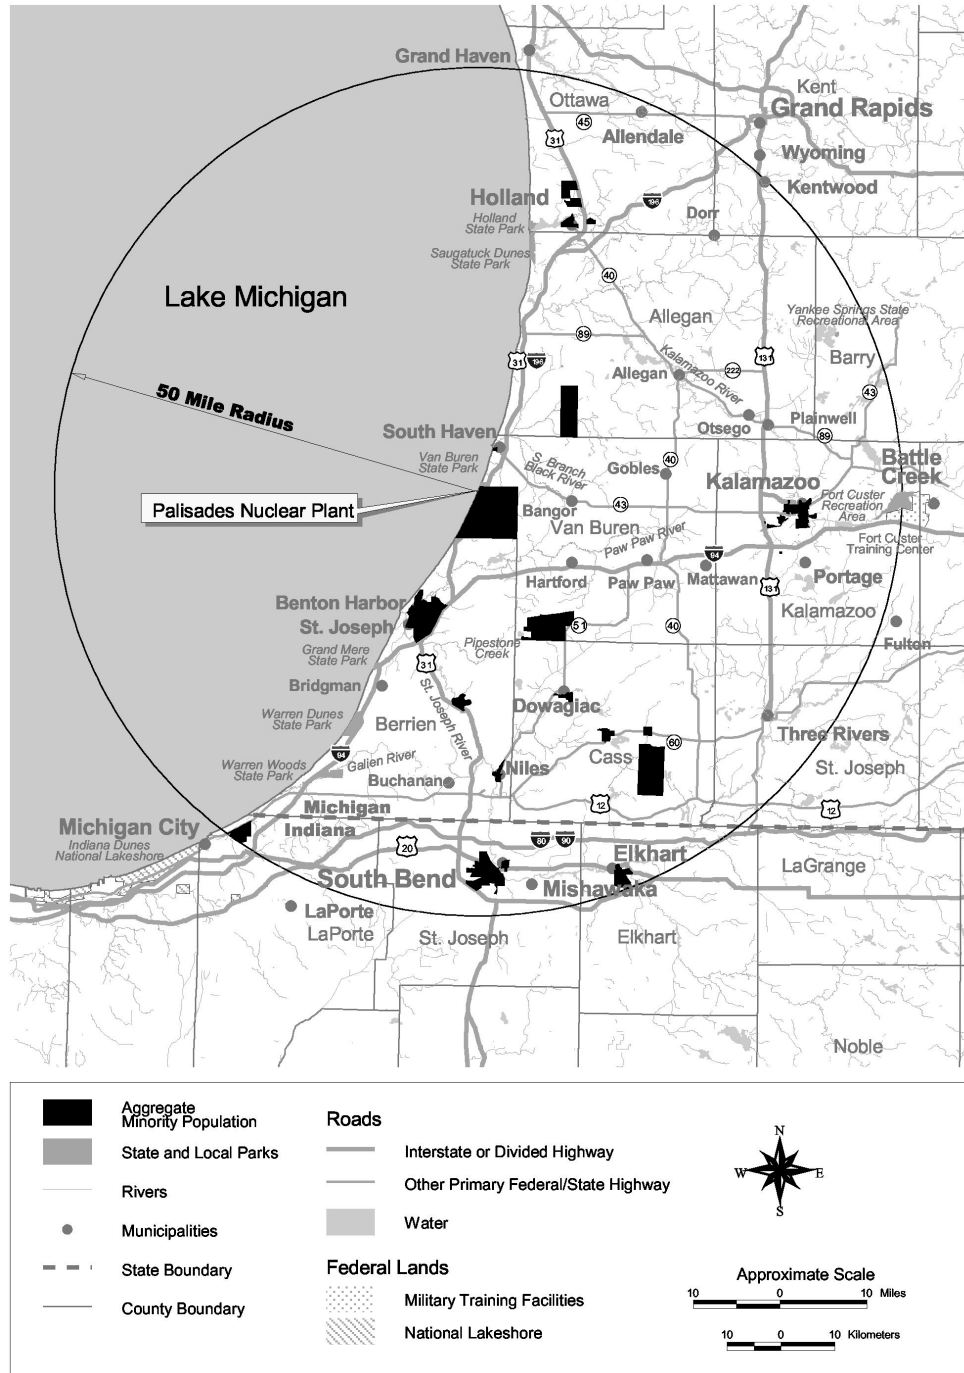 Grand Haven
Kent
Ottawa
Grand Rapids
45
Allendale
31
Wyoming
Kentwood
Holland
196
Dorr
Holland
State Park
Saugatuck Dunes
State Park
40
Lake Michigan
Allegan
Yankee Springs State
Recreational Area
89
Kalamazoo River
131
Barry
31
196
Allegan
222
50 Mile Radius
43
Plainwell
Otsego
89
South Haven
Van Buren
State Park
S. Branch
Black River
Gobles
40
Kalamazoo
Battle
Creek
Palisades Nuclear Plant
Bangor
43
Fort Custer
Recreation
Area
Van Buren
Paw Paw River
94
Fort Custer
Training Center
Hartford
Paw Paw
Mattawan
Portage
131
Benton Harbor
St. Joseph
51
40
Kalamazoo
Fulton
Grand Mere
State Park
Pipestone
Creek
31
Bridgman
St. Joseph River
Dowagiac
Warren Dunes
State Park
Berrien
Three Rivers
60
Cass
94
Galien River
Warren Woods
State Park
Niles
St. Joseph
Buchanan
12
12
Michigan
Indiana
Michigan City
Indiana Dunes
National Lakeshore
20
80
90
Elkhart
LaGrange
South Bend
Mishawaka
LaPorte
LaPorte
St. Joseph
Elkhart
Noble
Aggregate
Minority Population
State and Local Parks
Rivers
Municipalities
State Boundary
County Boundary
Roads
Interstate or Divided Highway
Other Primary Federal/State Highway
Water
Federal Lands
Military Training Facilities
National Lakeshore
N
W
E
S
Approximate Scale
10 0 10 Miles
10 0 10 Kilometers